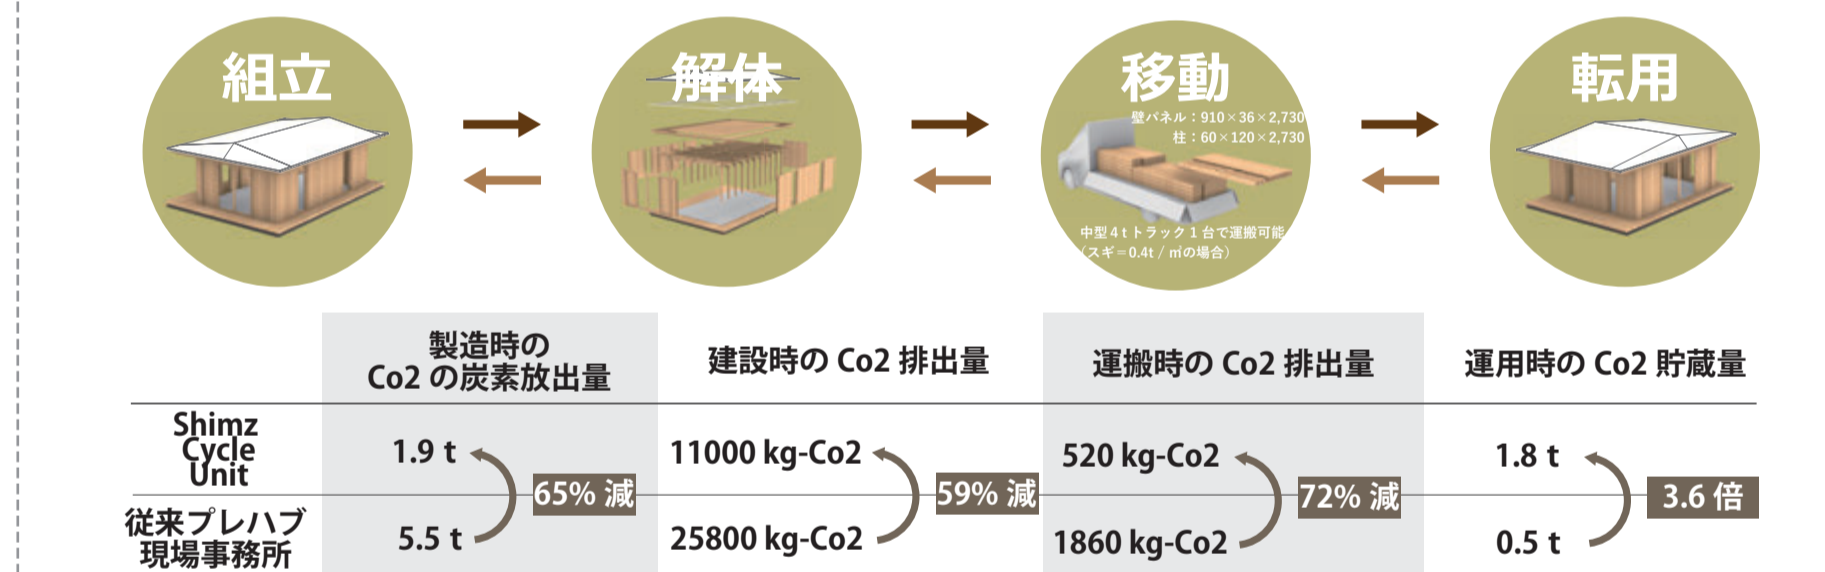 組立
解体
移動
転用
壁パネル：910×36×2,730
柱：60×120×2,730
中型４ｔトラック１台で運搬可能
（スギ＝0.4t / ㎥の場合）
製造時の
Co2 の炭素放出量
建設時の Co2 排出量
運搬時の Co2 排出量
運用時の Co2 貯蔵量
Shimz
Cycle
Unit
1.9 t
11000 kg-Co2
520 kg-Co2
1.8 t
65% 減
59% 減
72% 減
3.6 倍
従来プレハブ
現場事務所
5.5 t
25800 kg-Co2
1860 kg-Co2
0.5 t